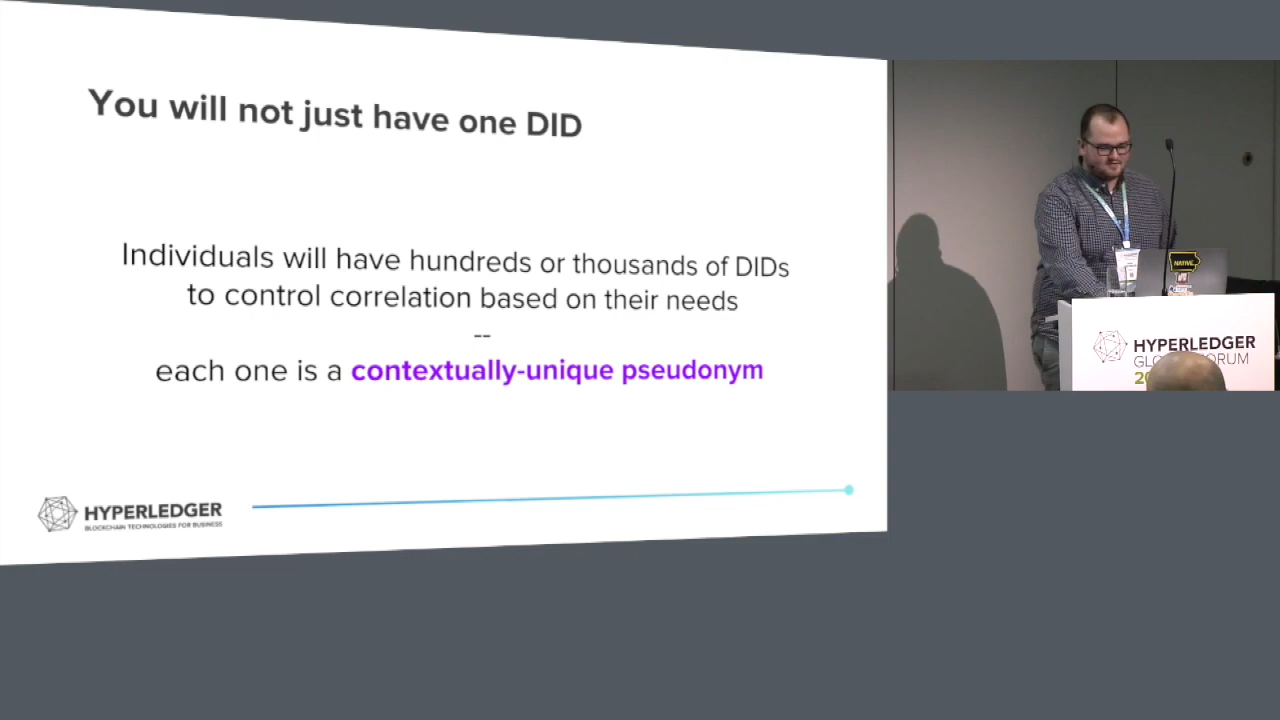 You will not just have one DID
Individuals will have hundreds or thousands of DIDs
to control correlation based on their needs
--
each one is a contextually-unique pseudonym
HYPERLEDGER
BLOCKCHAIN TECHNOLOGIES FOR BUSINESS
NATIVE
HYPERLEDGER